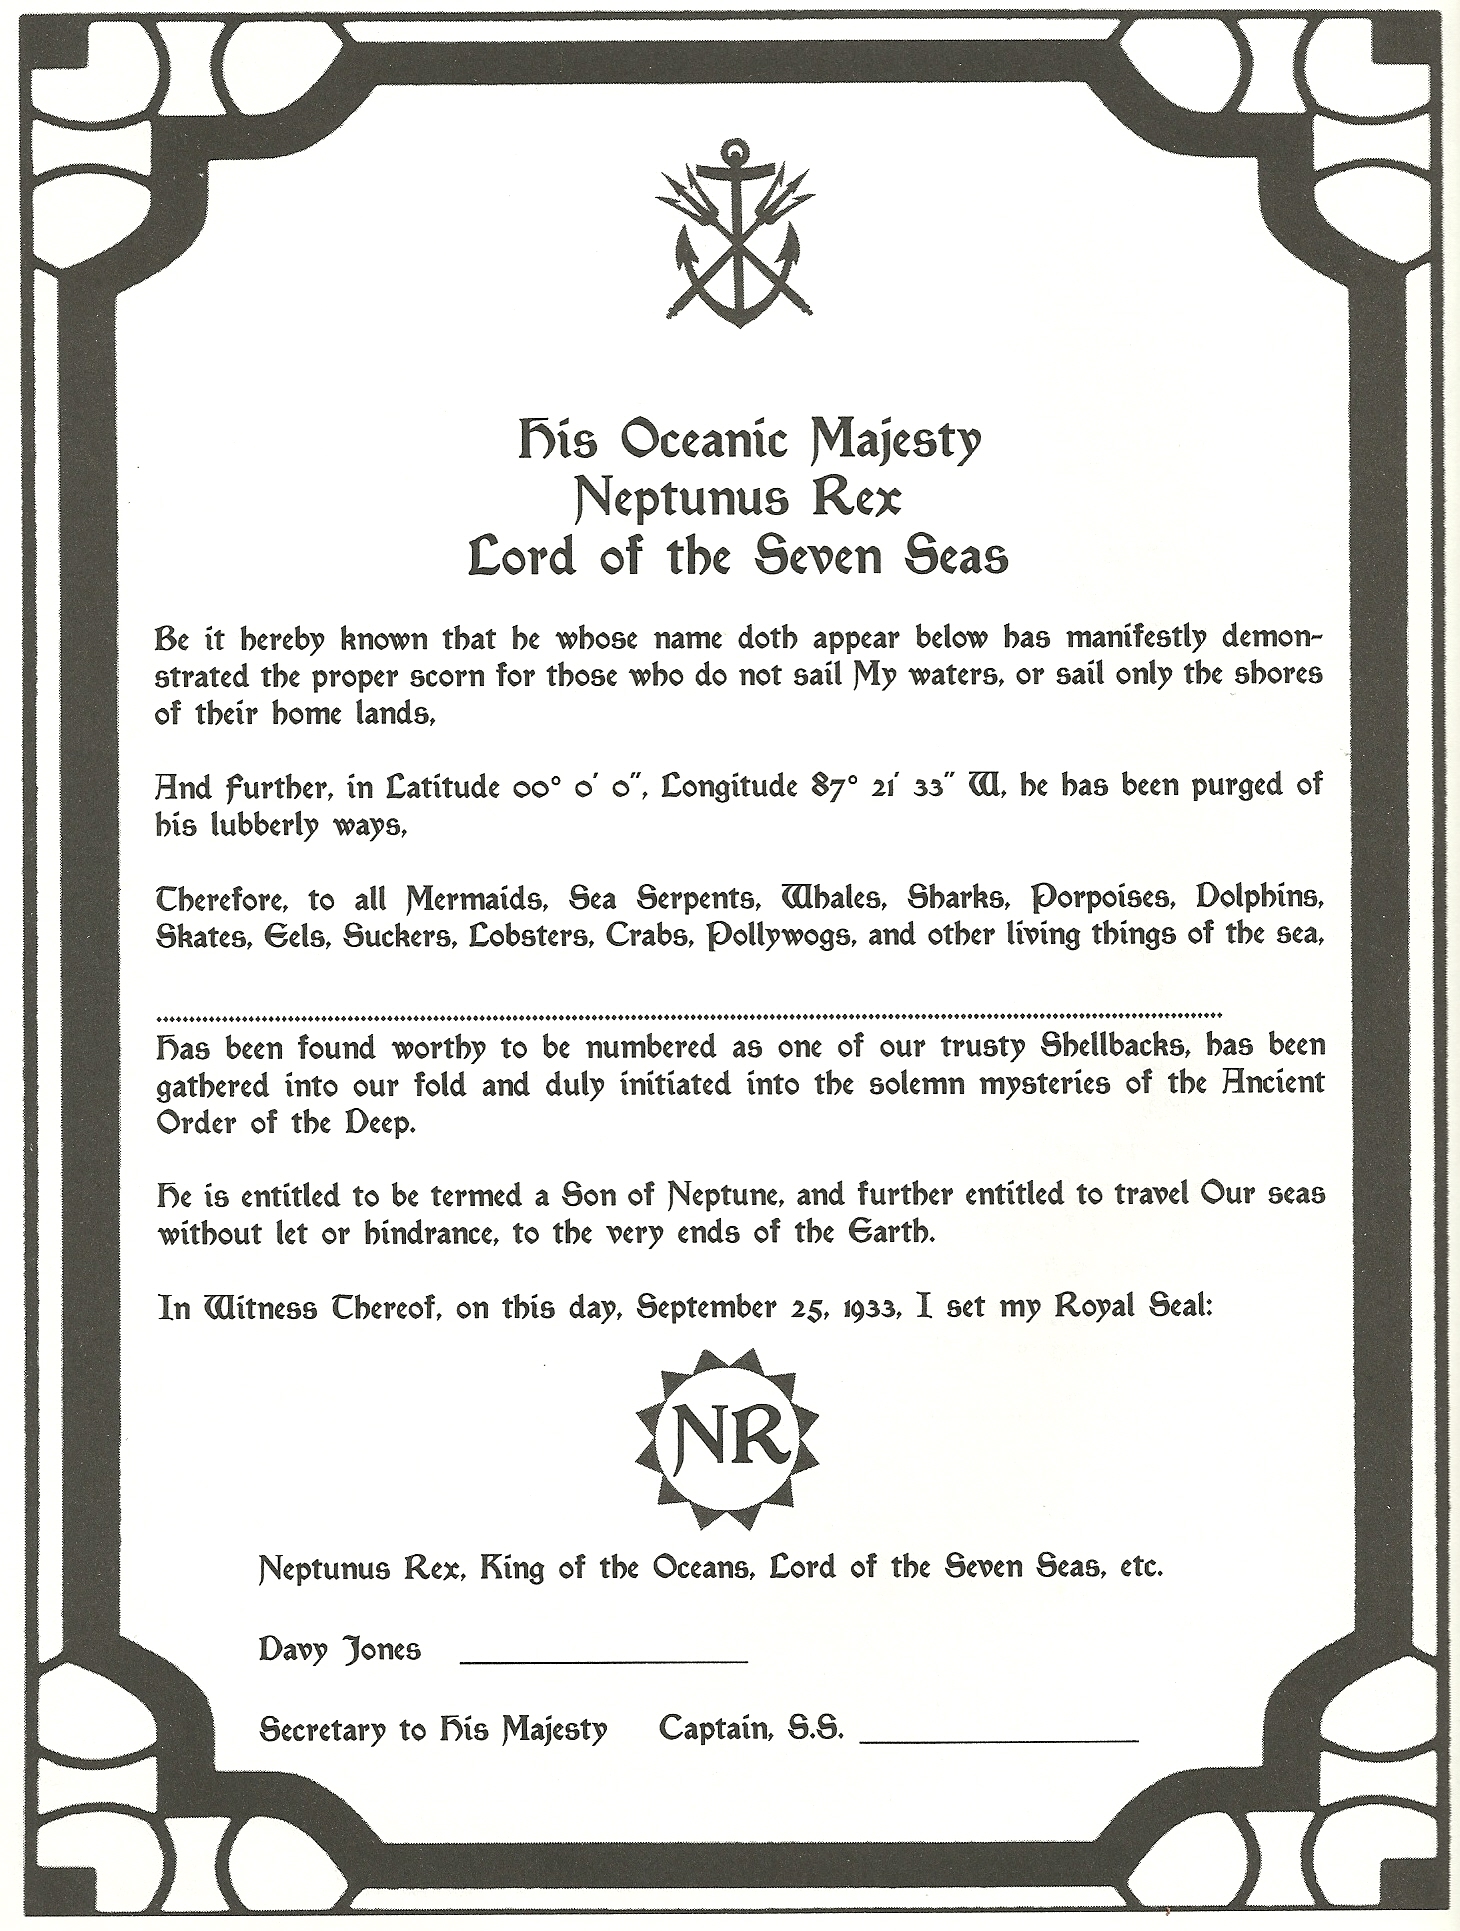 His Oceanic Majesty
Neptunus Rex
Lord of the Seven Seas
Be it hereby known that he whose name doth appear below has manifestly demon-
strated the proper scorn for those who do not sail My waters, or sail only the shores
of their home lands,
And further, in Latitude 00° 0' 0", Longitude 87° 21' 33" W, he has been purged of
his lubberly ways,
Therefore, to all Mermaids, Sea Serpents, Whales, Sharks, Porpoises, Dolphins,
Skates, Eels, Suckers, Lobsters, Crabs, Pollywogs, and other living things of the sea,
Has been found worthy to be numbered as one of our trusty Shellbacks, has been
gathered into our fold and duly initiated into the solemn mysteries of the Ancient
Order of the Deep.
He is entitled to be termed a Son of Neptune, and further entitled to travel Our seas
without let or hindrance, to the very ends of the Earth.
In Witness Thereof, on this day, September 25, 1933, I set my Royal Seal:
NR
Neptunus Rex, King of the Oceans, Lord of the Seven Seas, etc.
Davy Jones
Secretary to His Majesty Captain, S.S.